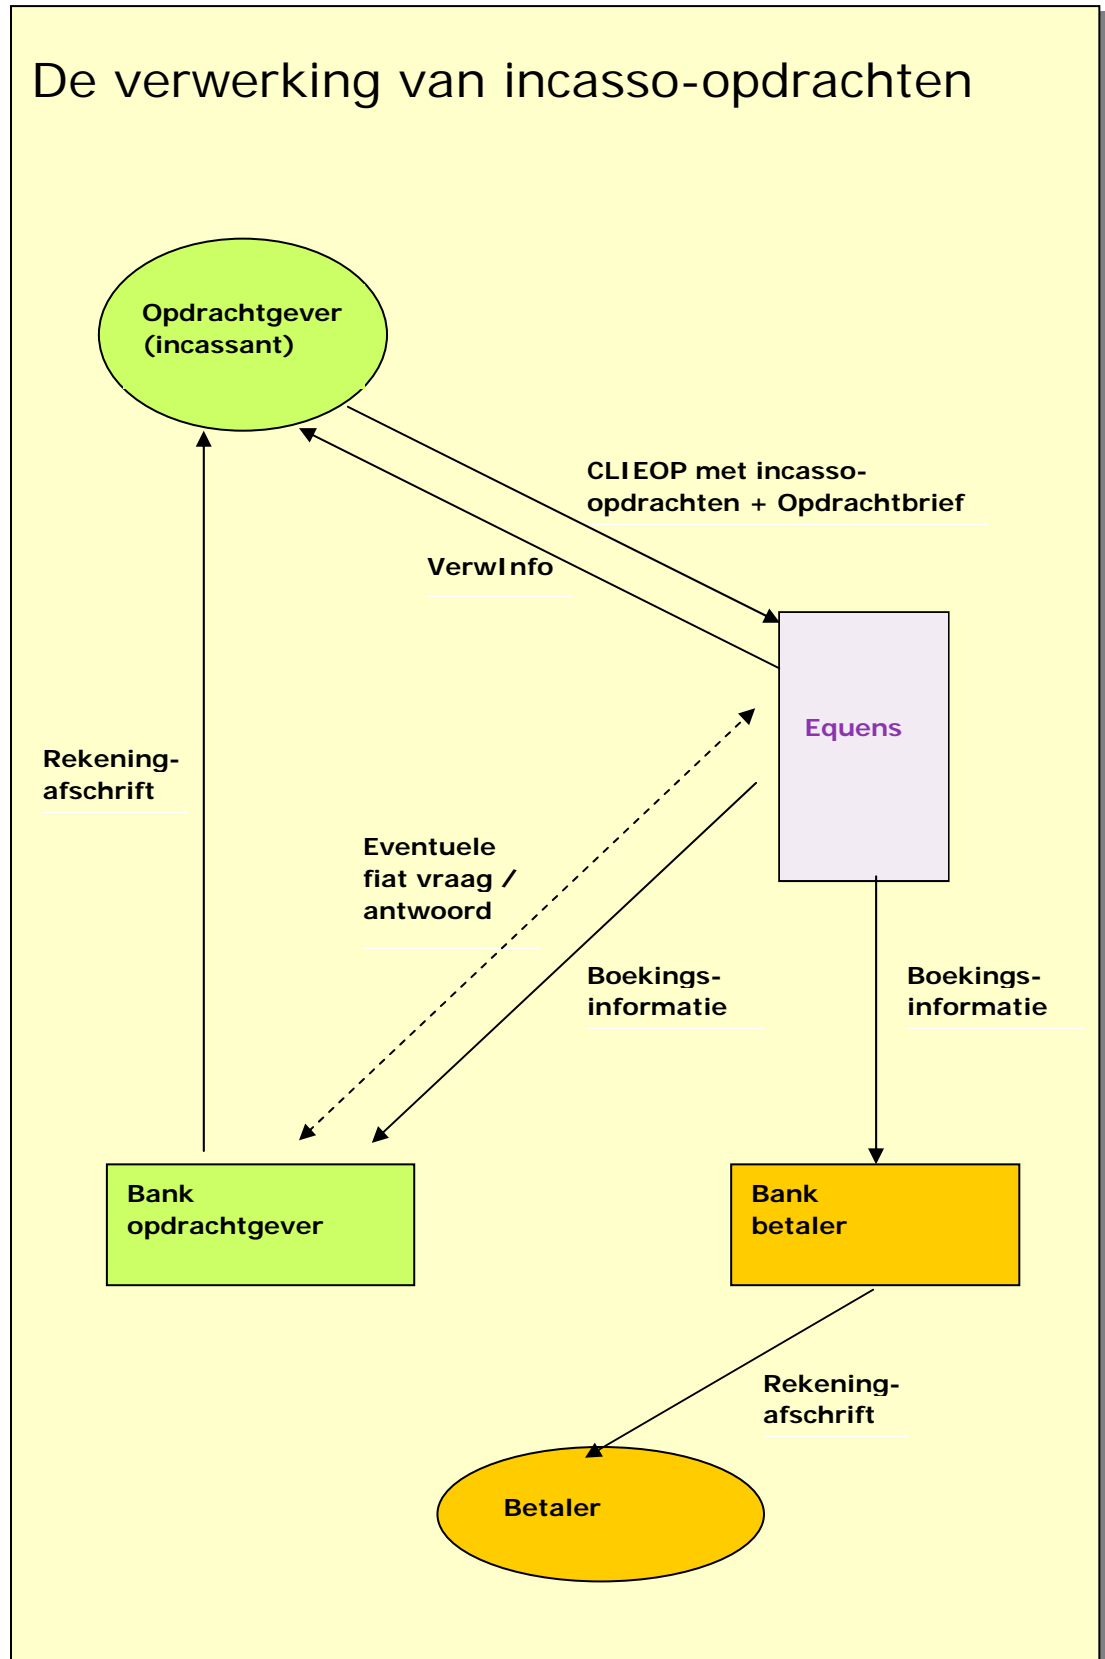 De verwerking van incasso-opdrachten
Opdrachtgever
(incassant)
CLIEOP met incasso-
opdrachten + Opdrachtbrief
VerwInfo
Equens
Rekening-
afschrift
Eventuele
fiat vraag /
antwoord
Boekings-
informatie
Boekings-
informatie
Bank
opdrachtgever
Bank
betaler
Rekening-
afschrift
Betaler